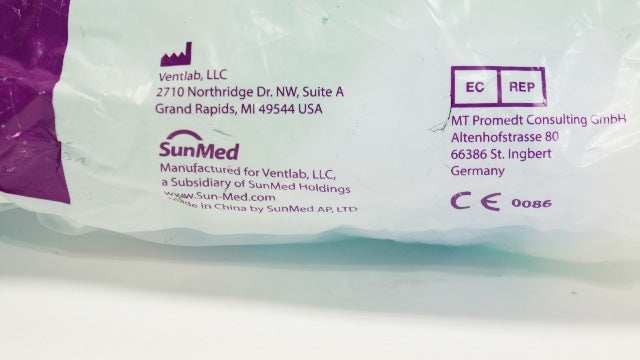 Ventlab, LLC
2710 Northridge Dr. NW, Suite A
Grand Rapids, MI 49544 USA
SunMed
Manufactured for Ventlab, LLC,
a Subsidiary of SunMed Holdings
www.Sun-Med.com
Made in China by SunMed AP, LTD
EC REP
MT Promedt Consulting GmbH
Altenhofstrasse 80
66386 St. Ingbert
Germany
CE 0086